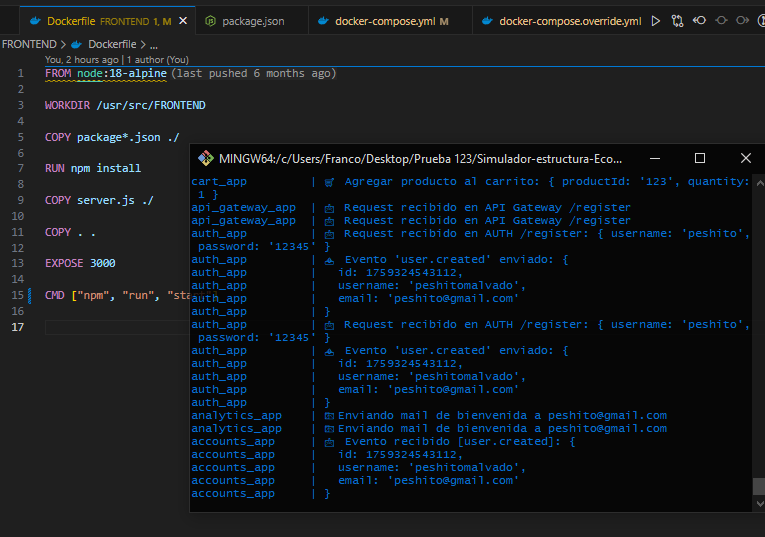 Dockerfile FRONTEND 1, M
package.json
docker-compose.yml M
docker-compose.override.yml
FRONTEND > Dockerfile > ...
You, 2 hours ago | 1 author (You)
1 FROM node:18-alpine (last pushed 6 months ago)
2
3 WORKDIR /usr/src/FRONTEND
4
5 COPY package*.json ./
6
7 RUN npm install
8
9 COPY server.js ./
10
11 COPY . .
12
13 EXPOSE 3000
14
15 CMD ["npm", "run", "sta
16
17
MINGW64:/c/Users/Franco/Desktop/Prueba 123/Simulador-estructura-Eco...
cart_app | Agregar producto al carrito: { productId: '123', quantity:
1 }
api_gateway_app | Request recibido en API Gateway /register
api_gateway_app | Request recibido en API Gateway /register
auth_app | Request recibido en AUTH /register: { username: 'peshito',
password: '12345' }
auth_app | Evento 'user.created' enviado: {
auth_app | id: 1759324543112,
auth_app | username: 'peshitomalvado',
auth_app | email: 'peshito@gmail.com'
auth_app | }
auth_app | Request recibido en AUTH /register: { username: 'peshito',
password: '12345' }
auth_app | Evento 'user.created' enviado: {
auth_app | id: 1759324543112,
auth_app | username: 'peshitomalvado',
auth_app | email: 'peshito@gmail.com'
auth_app | }
analytics_app | Enviando mail de bienvenida a peshito@gmail.com
analytics_app | Enviando mail de bienvenida a peshito@gmail.com
accounts_app | Evento recibido [user.created]: {
accounts_app | id: 1759324543112,
accounts_app | username: 'peshitomalvado',
accounts_app | email: 'peshito@gmail.com'
accounts_app | }